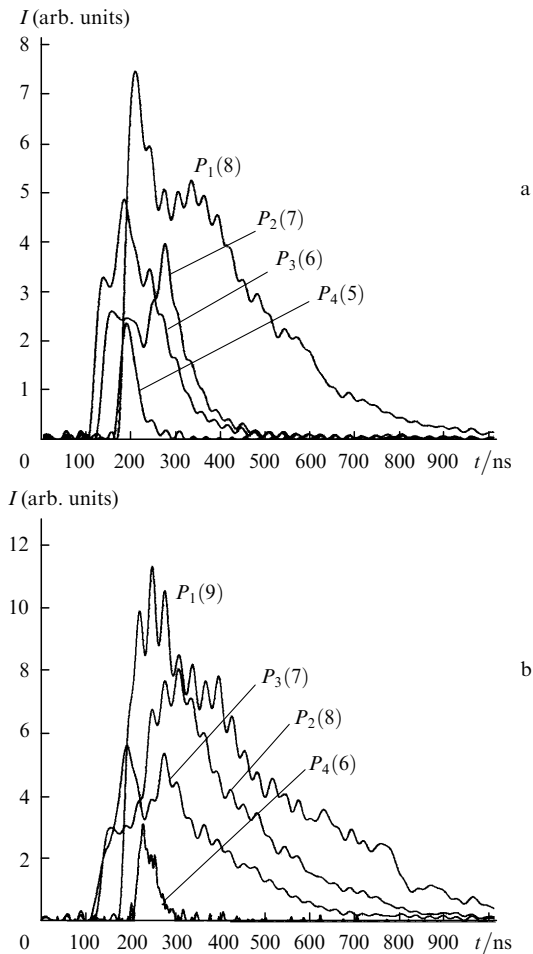 I (arb. units)
8
7
6
5
4
3
2
1
0
P₁(8)
P₂(7)
P₃(6)
P₄(5)
a
100 200 300 400 500 600 700 800 900 t/ns
I (arb. units)
12
10
8
6
4
2
0
P₁(9)
P₃(7)
P₂(8)
P₄(6)
b
100 200 300 400 500 600 700 800 900 t/ns